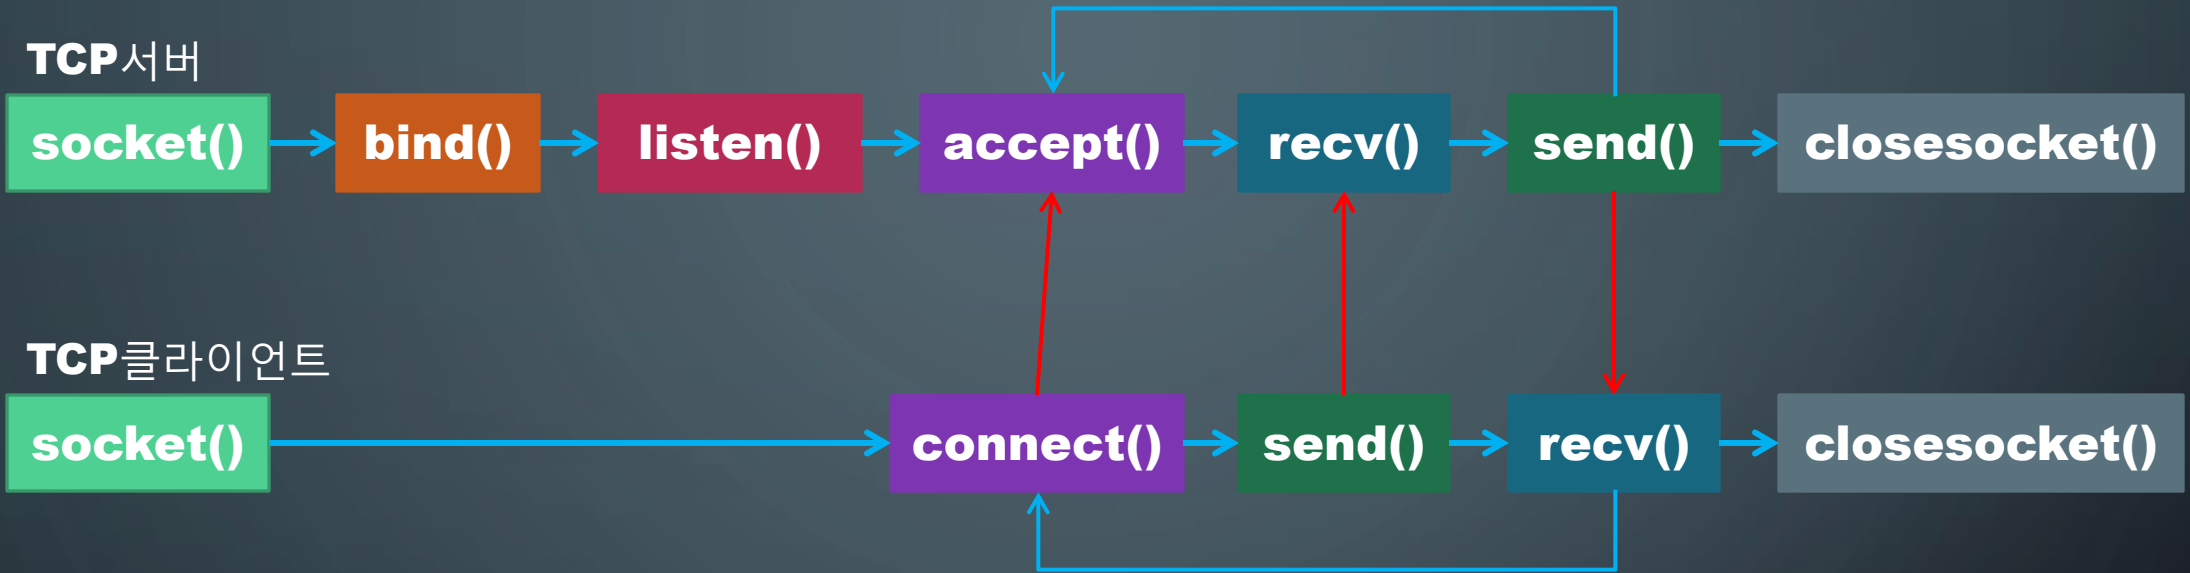 TCP서버
socket() bind() listen() accept() recv() send() closesocket()
TCP클라이언트
socket() connect() send() recv() closesocket()